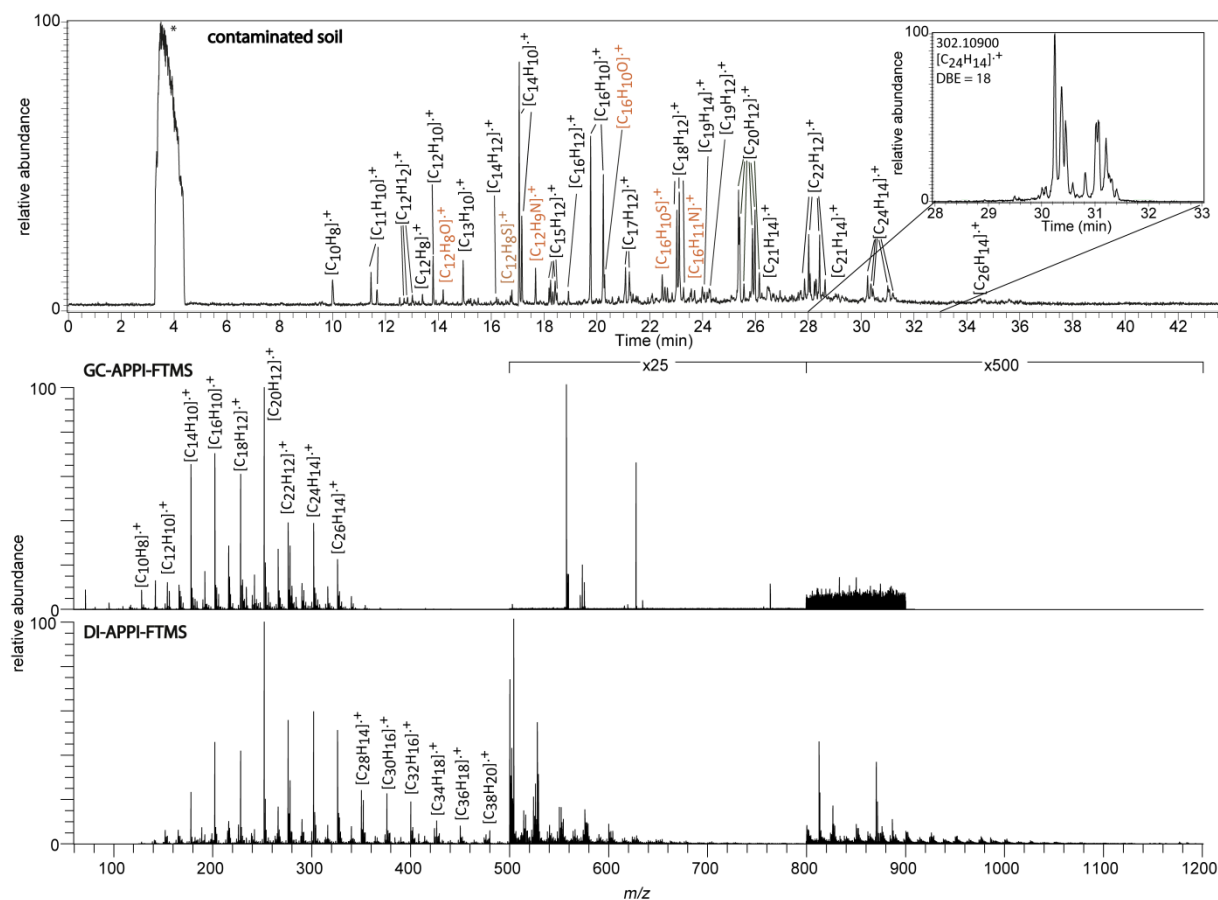 contaminated soil
*
relative abundance
100
0
[C10H8]·+
[C11H10]·+
[C12H12]·+
[C12H8]·+
[C12H10]·+
[C12H8O]·+
[C13H10]·+
[C14H12]·+
[C12H8S]·+
[C14H10]·+
[C12H9N]·+
[C15H12]·+
[C16H12]·+
[C16H10]·+
[C16H10O]·+
[C17H12]·+
[C16H10S]·+
[C18H12]·+
[C16H11N]·+
[C19H14]·+
[C19H12]·+
[C20H12]·+
[C21H14]·+
[C22H12]·+
[C21H14]·+
[C24H14]·+
[C26H14]·+
0 2 4 6 8 10 12 14 16 18 20 22 24 26 28 30 32 34 36 38 40 42
Time (min)
302.10900
[C24H14]·+
DBE = 18
relative abundance
100
0
28 29 30 31 32 33
Time (min)
x25
x500
GC-APPI-FTMS
100
0
[C10H8]·+
[C12H10]·+
[C14H10]·+
[C16H10]·+
[C18H12]·+
[C20H12]·+
[C22H12]·+
[C24H14]·+
[C26H14]·+
relative abundance
DI-APPI-FTMS
100
0
[C28H14]·+
[C30H16]·+
[C32H16]·+
[C34H18]·+
[C36H18]·+
[C38H20]·+
100 200 300 400 500 600 700 800 900 1000 1100 1200
m/z